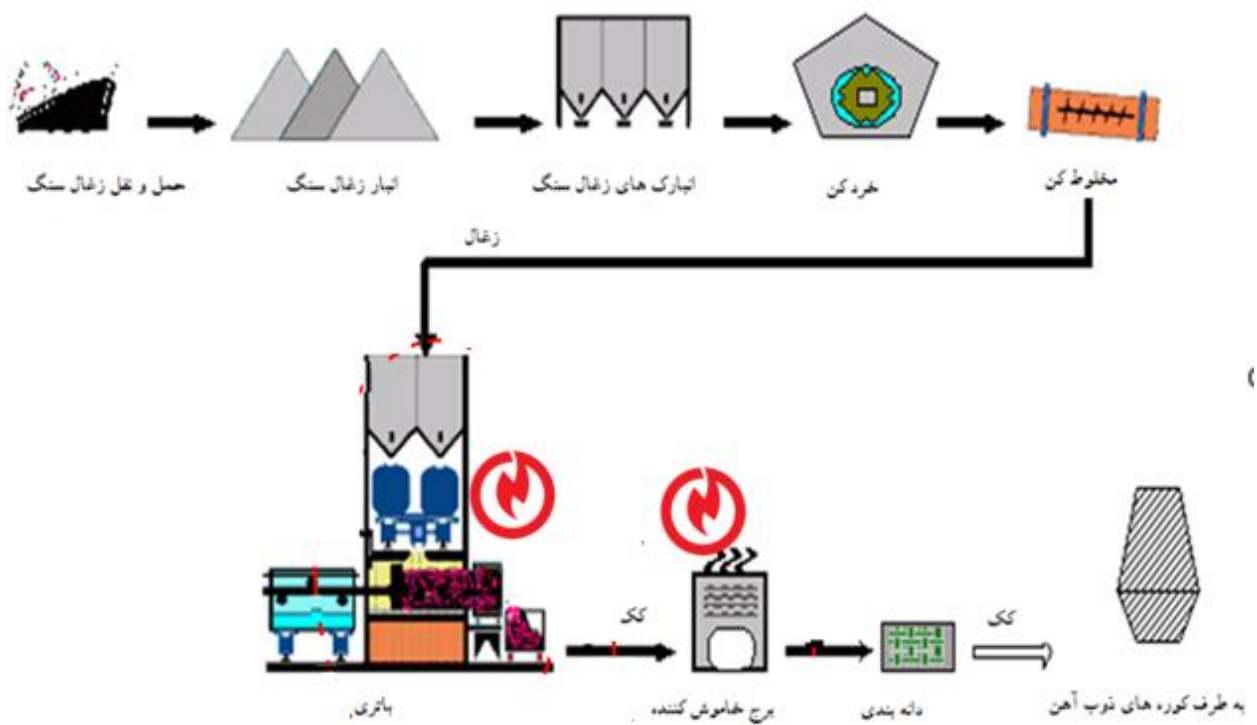 حمل و نقل زغال سنگ
انبار زغال سنگ
انبارک های زغال سنگ
خرد کن
مخلوط کن
زغال
کک
کک
باتری
برج خاموش کننده
دانه بندی
به طرف کوره های ذوب آهن